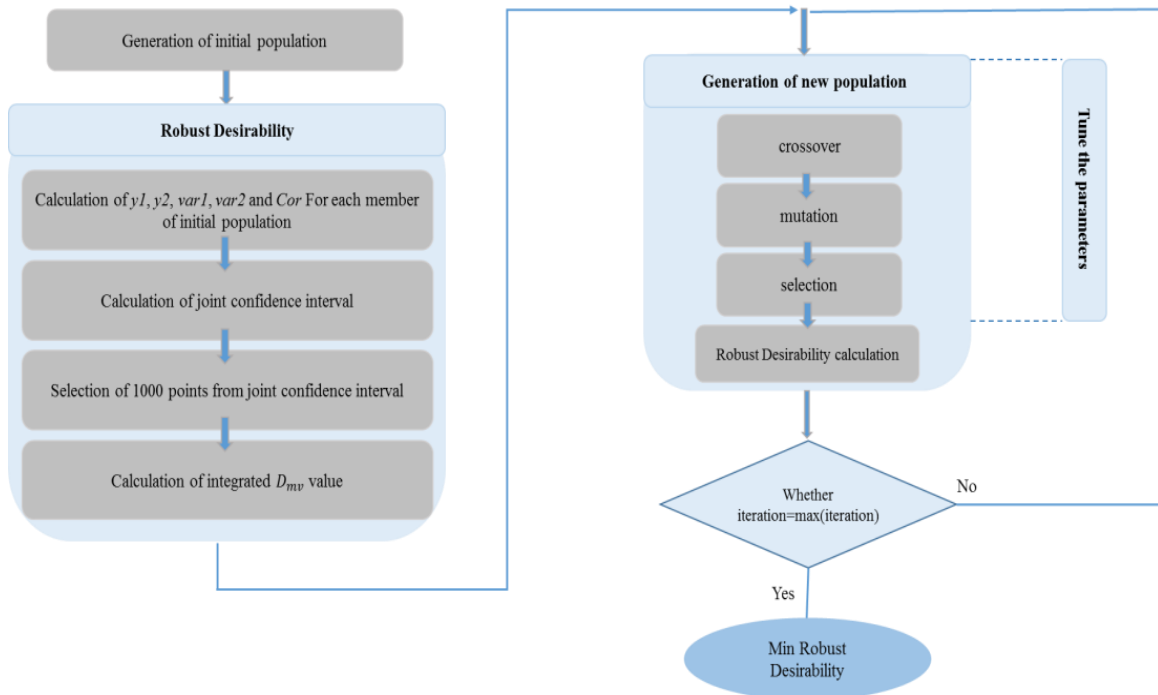 Generation of initial population
Robust Desirability
Calculation of y1, y2, var1, var2 and Cor For each member
of initial population
Calculation of joint confidence interval
Selection of 1000 points from joint confidence interval
Calculation of integrated Dmv value
Generation of new population
crossover
mutation
selection
Robust Desirability calculation
Tune the parameters
Whether
iteration=max(iteration)
No
Yes
Min Robust
Desirability